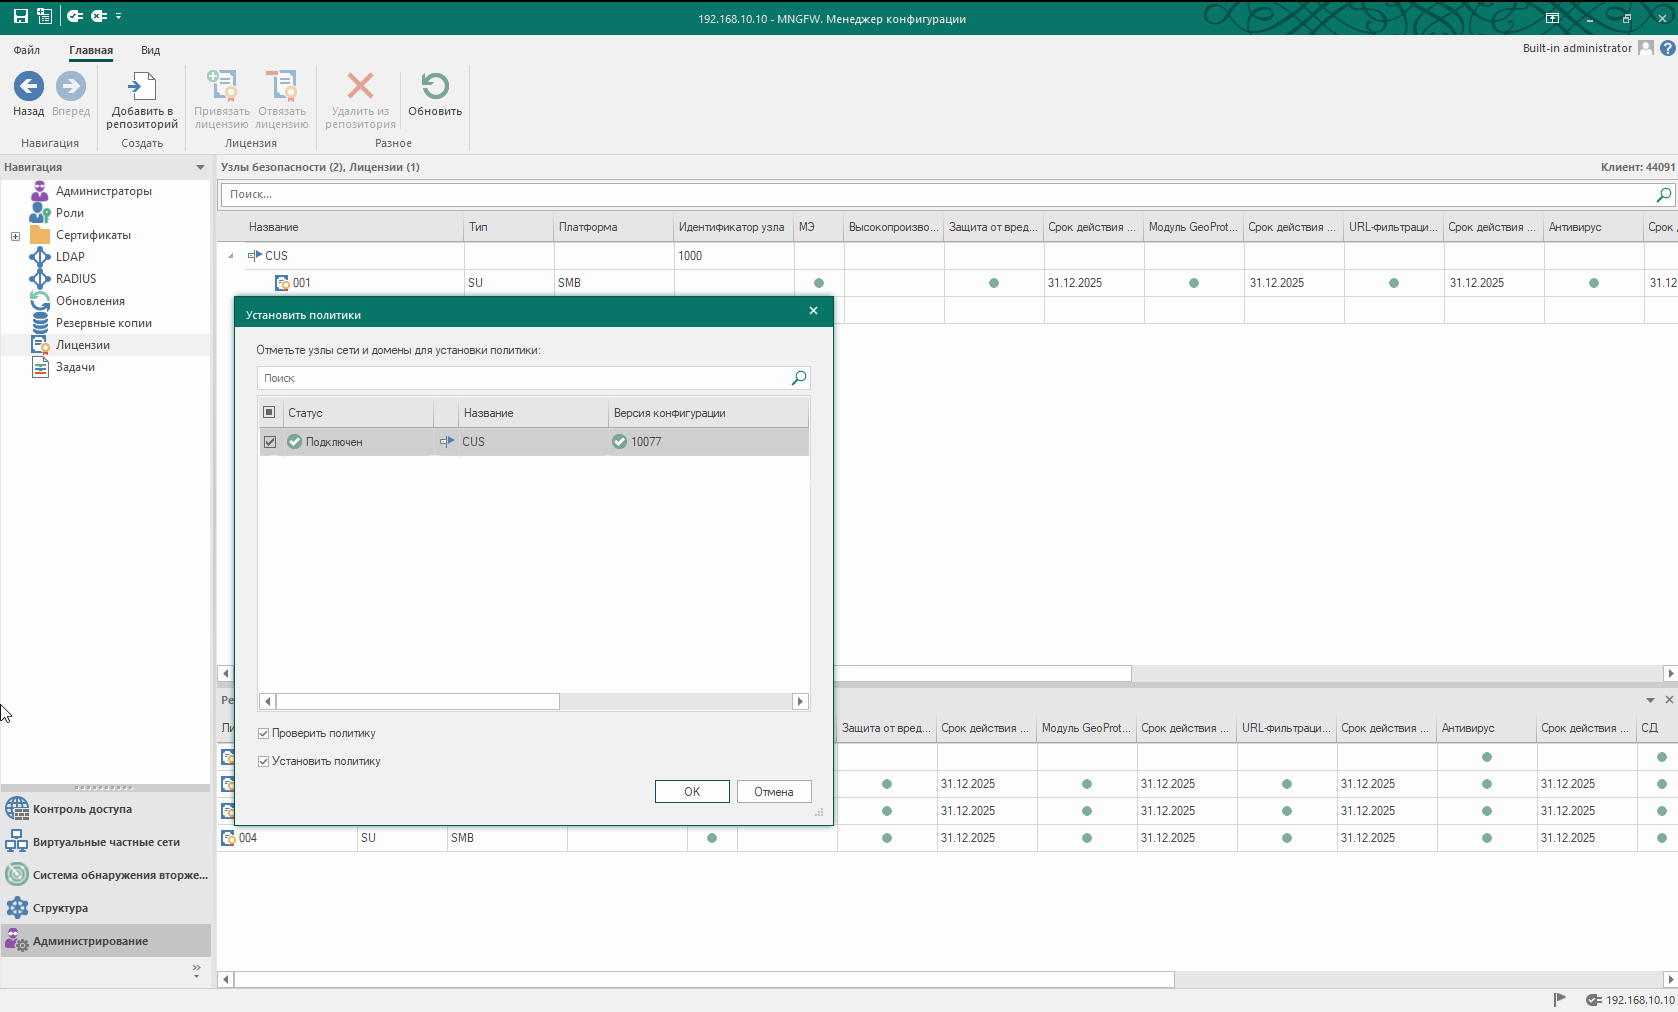 192.168.10.10 - MNGFW. Менеджер конфигурации
Файл Главная Вид
Built-in administrator
Назад Вперед
Добавить в репозиторий
Привязать лицензию
Отвязать лицензию
Удалить из репозитория
Обновить
Навигация Создать Лицензия Разное
Навигация
Узлы безопасности (2), Лицензии (1)
Клиент: 44091
Администраторы
Роли
Сертификаты
LDAP
RADIUS
Обновления
Резервные копии
Лицензии
Задачи
Контроль доступа
Виртуальные частные сети
Система обнаружения вторже...
Структура
Администрирование
Поиск...
Название Тип Платформа Идентификатор узла МЭ Высокопроизво... Защита от вред... Срок действия ... Модуль GeoProt... Срок действия ... URL-фильтраци... Срок действия ... Антивирус Срок
CUS 1000
001 SU SMB 31.12.2025 31.12.2025 31.12.2025 31.12
Установить политики
Отметьте узлы сети и домены для установки политики:
Поиск
Статус Название Версия конфигурации
Подключен CUS 10077
Проверить политику
Установить политику
OK Отмена
Ре
Ли Защита от вред... Срок действия ... Модуль GeoProt... Срок действия ... URL-фильтраци... Срок действия ... Антивирус Срок действия ... СД
31.12.2025 31.12.2025 31.12.2025 31.12.2025
31.12.2025 31.12.2025 31.12.2025 31.12.2025
004 SU SMB 31.12.2025 31.12.2025 31.12.2025 31.12.2025
192.168.10.10